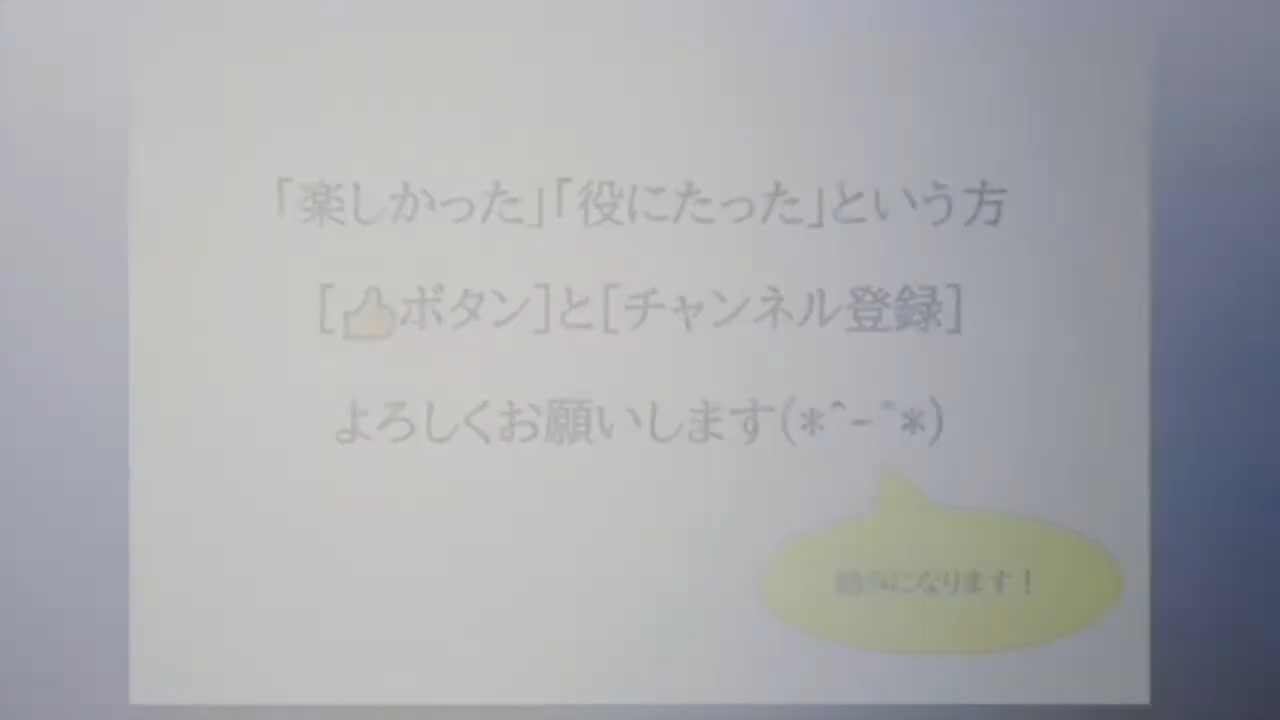 「楽しかった」「役にたった」という方
[👍ボタン]と[チャンネル登録]
よろしくお願いします(*^-^*)
励みになります！